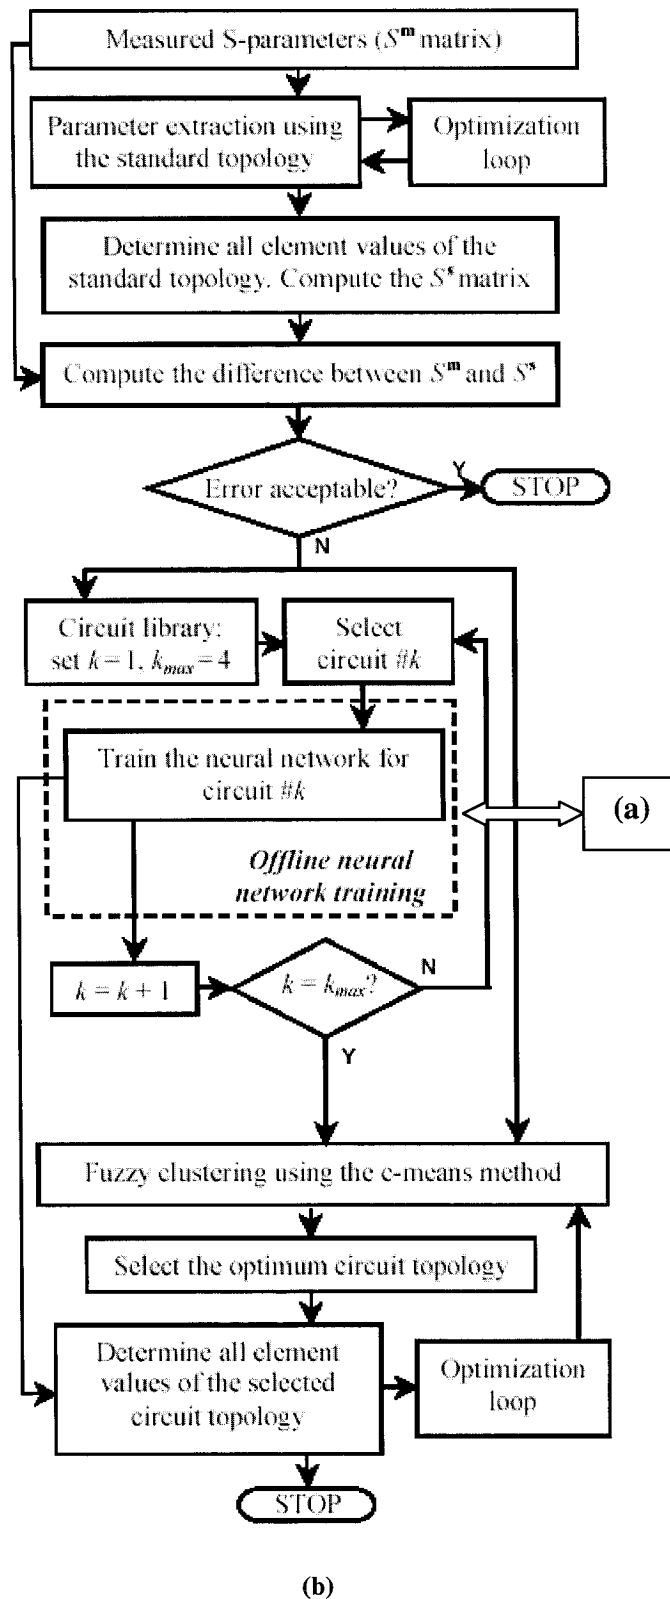 Measured S-parameters (Sᵐ matrix)
Parameter extraction using
the standard topology
Optimization
loop
Determine all element values of the
standard topology. Compute the Sˢ matrix
Compute the difference between Sᵐ and Sˢ
Error acceptable?
Y
STOP
N
Circuit library:
set k = 1, kmax = 4
Select
circuit #k
Train the neural network for
circuit #k
(a)
Offline neural
network training
k = k + 1
k = kmax?
N
Y
Fuzzy clustering using the c-means method
Select the optimum circuit topology
Determine all element
values of the selected
circuit topology
Optimization
loop
STOP
(b)